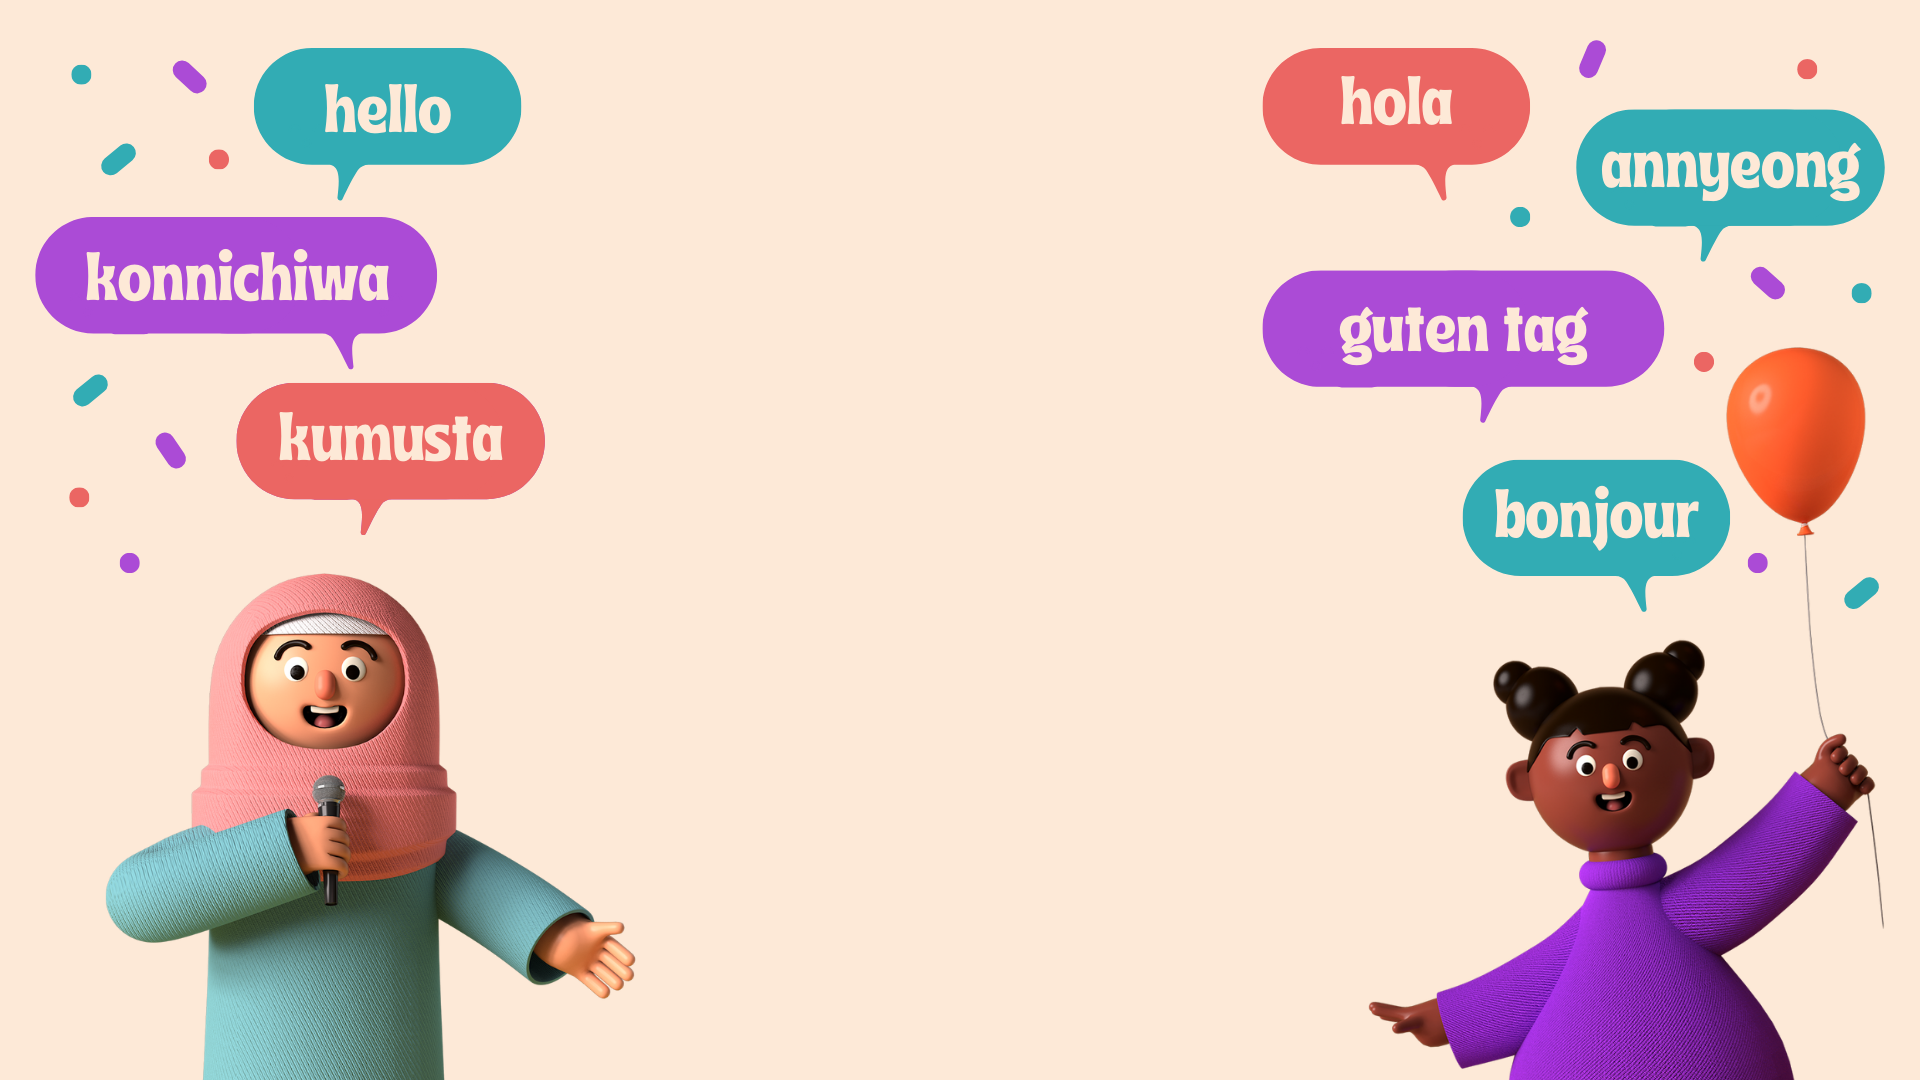 hello
konnichiwa
kumusta
hola
annyeong
guten tag
bonjour